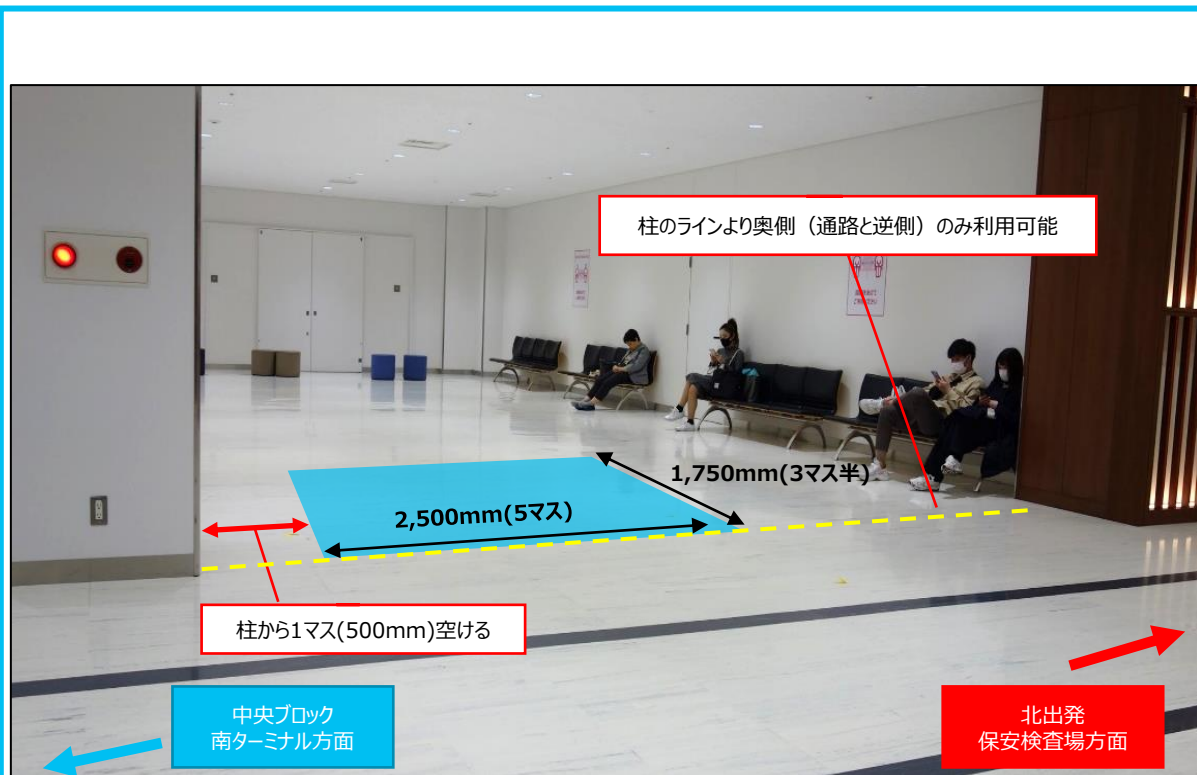 柱のラインより奥側（通路と逆側）のみ利用可能
1,750mm(3マス半)
2,500mm(5マス)
柱から1マス(500mm)空ける
中央ブロック
南ターミナル方面
北出発
保安検査場方面